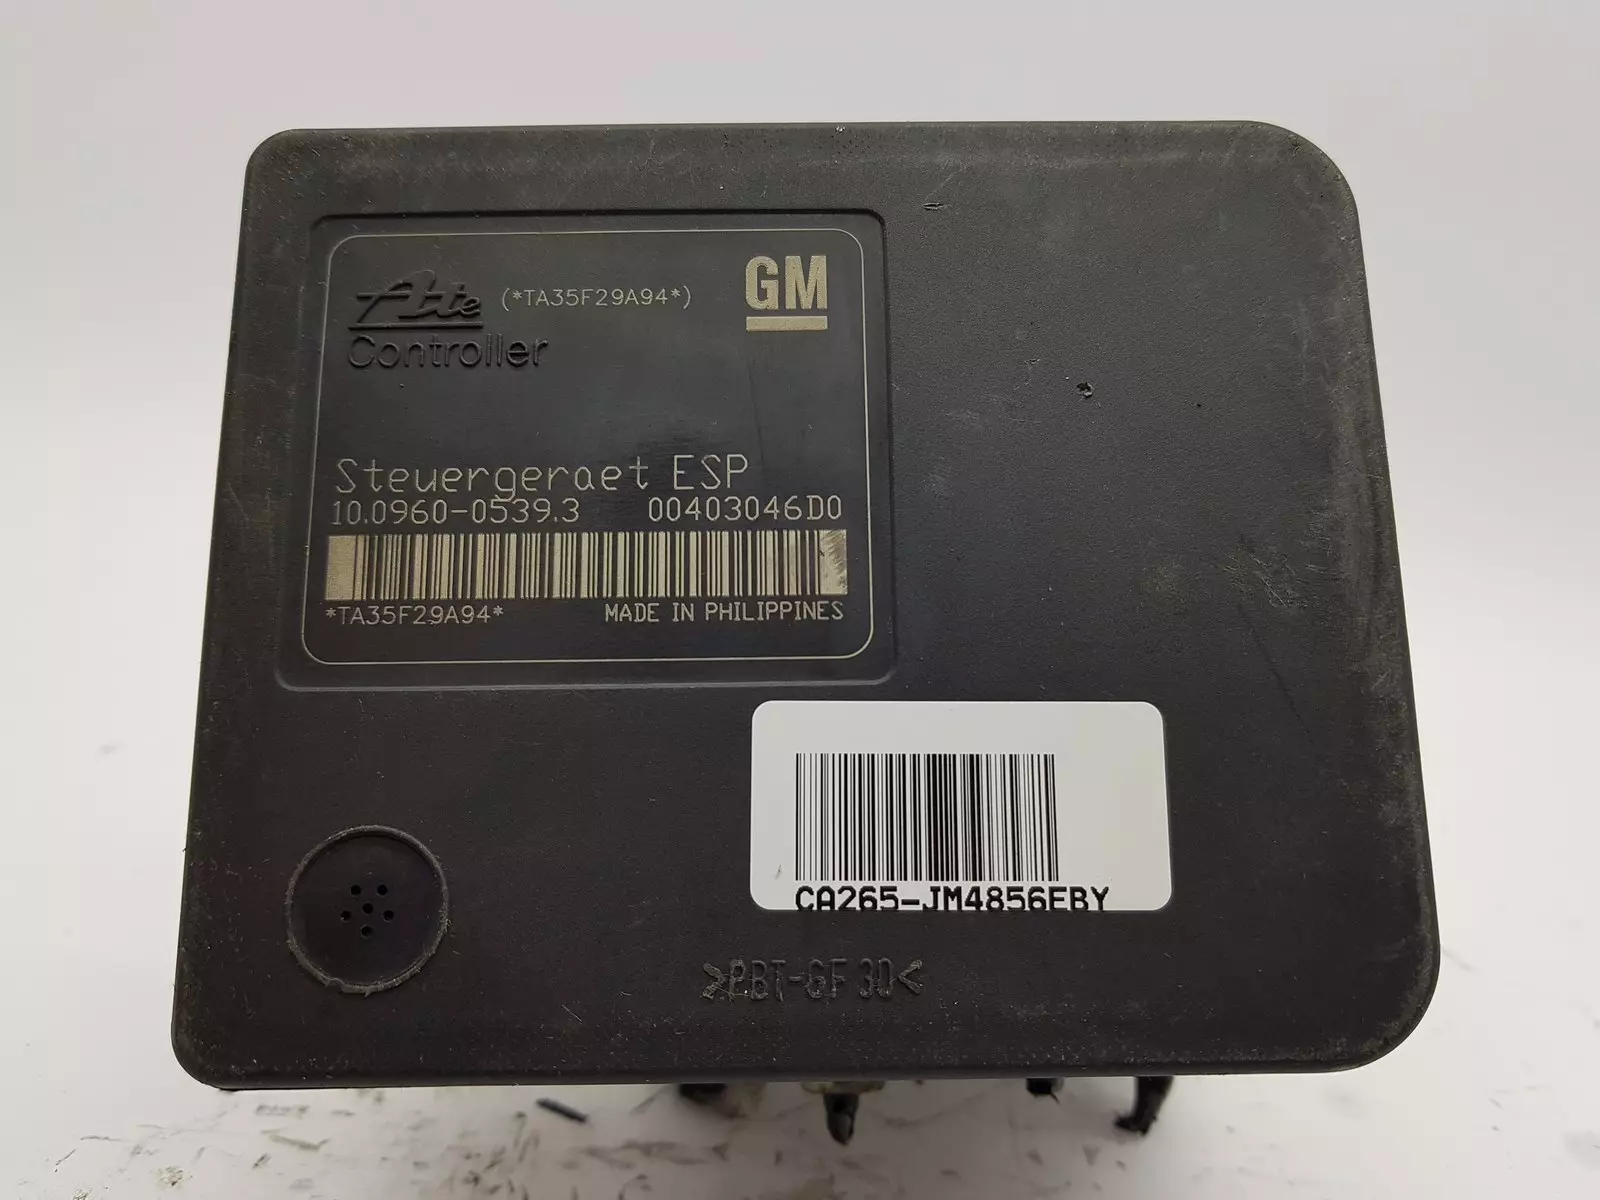 Ate (*TA35F29A94*) GM
Controller
Steuergeraet ESP
10.0960-0539.3 00403046D0
*TA35F29A94* MADE IN PHILIPPINES
CA265-JM4856EBY
>PBT-GF 30<